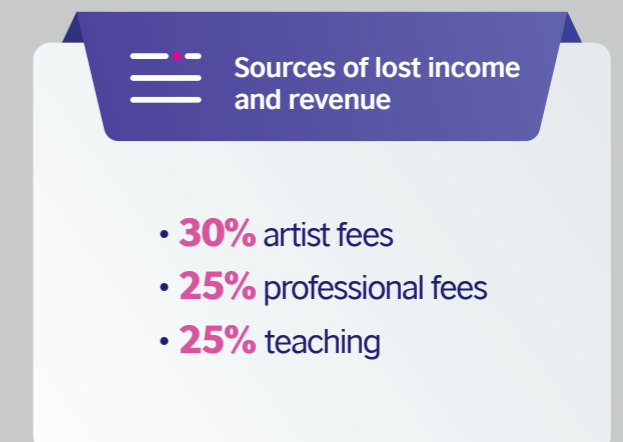 Sources of lost income
and revenue
• 30% artist fees
• 25% professional fees
• 25% teaching